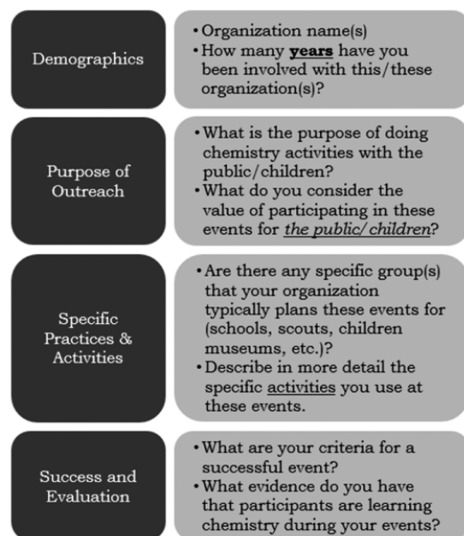 Demographics
• Organization name(s)
• How many years have you
been involved with this/these
organization(s)?
Purpose of
Outreach
• What is the purpose of doing
chemistry activities with the
public/children?
• What do you consider the
value of participating in these
events for the public/children?
Specific
Practices &
Activities
• Are there any specific group(s)
that your organization
typically plans these events for
(schools, scouts, children
museums, etc.)?
• Describe in more detail the
specific activities you use at
these events.
Success and
Evaluation
• What are your criteria for a
successful event?
• What evidence do you have
that participants are learning
chemistry during your events?